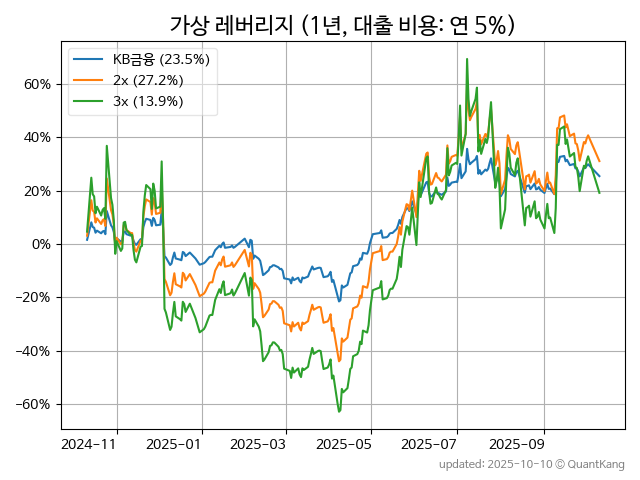 가상 레버리지 (1년, 대출 비용: 연 5%)
KB금융 (23.5%)
2x (27.2%)
3x (13.9%)
60%
40%
20%
0%
−20%
−40%
−60%
2024-11
2025-01
2025-03
2025-05
2025-07
2025-09
updated: 2025-10-10 © QuantKang